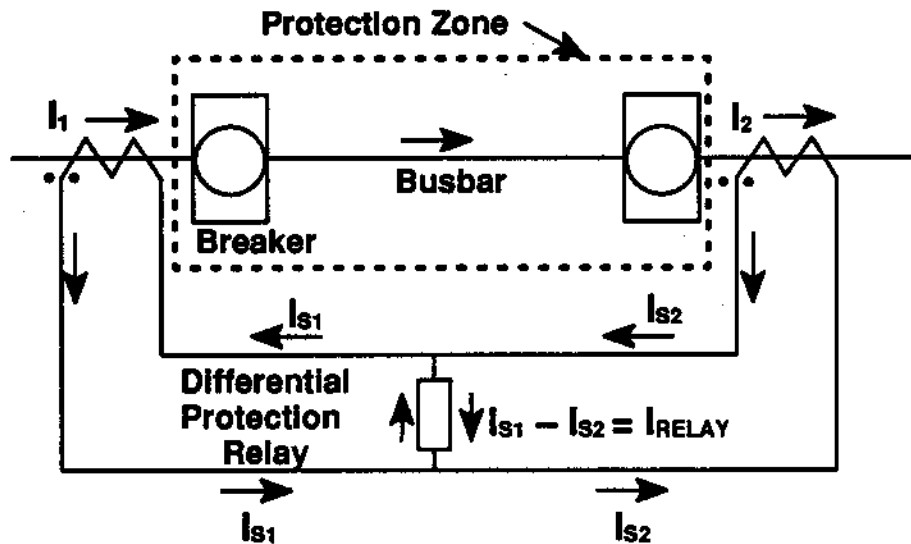 Protection Zone
I1
I2
Busbar
Breaker
IS1
IS2
Differential
Protection
Relay
IS1 – IS2 = IRELAY
IS1
IS2